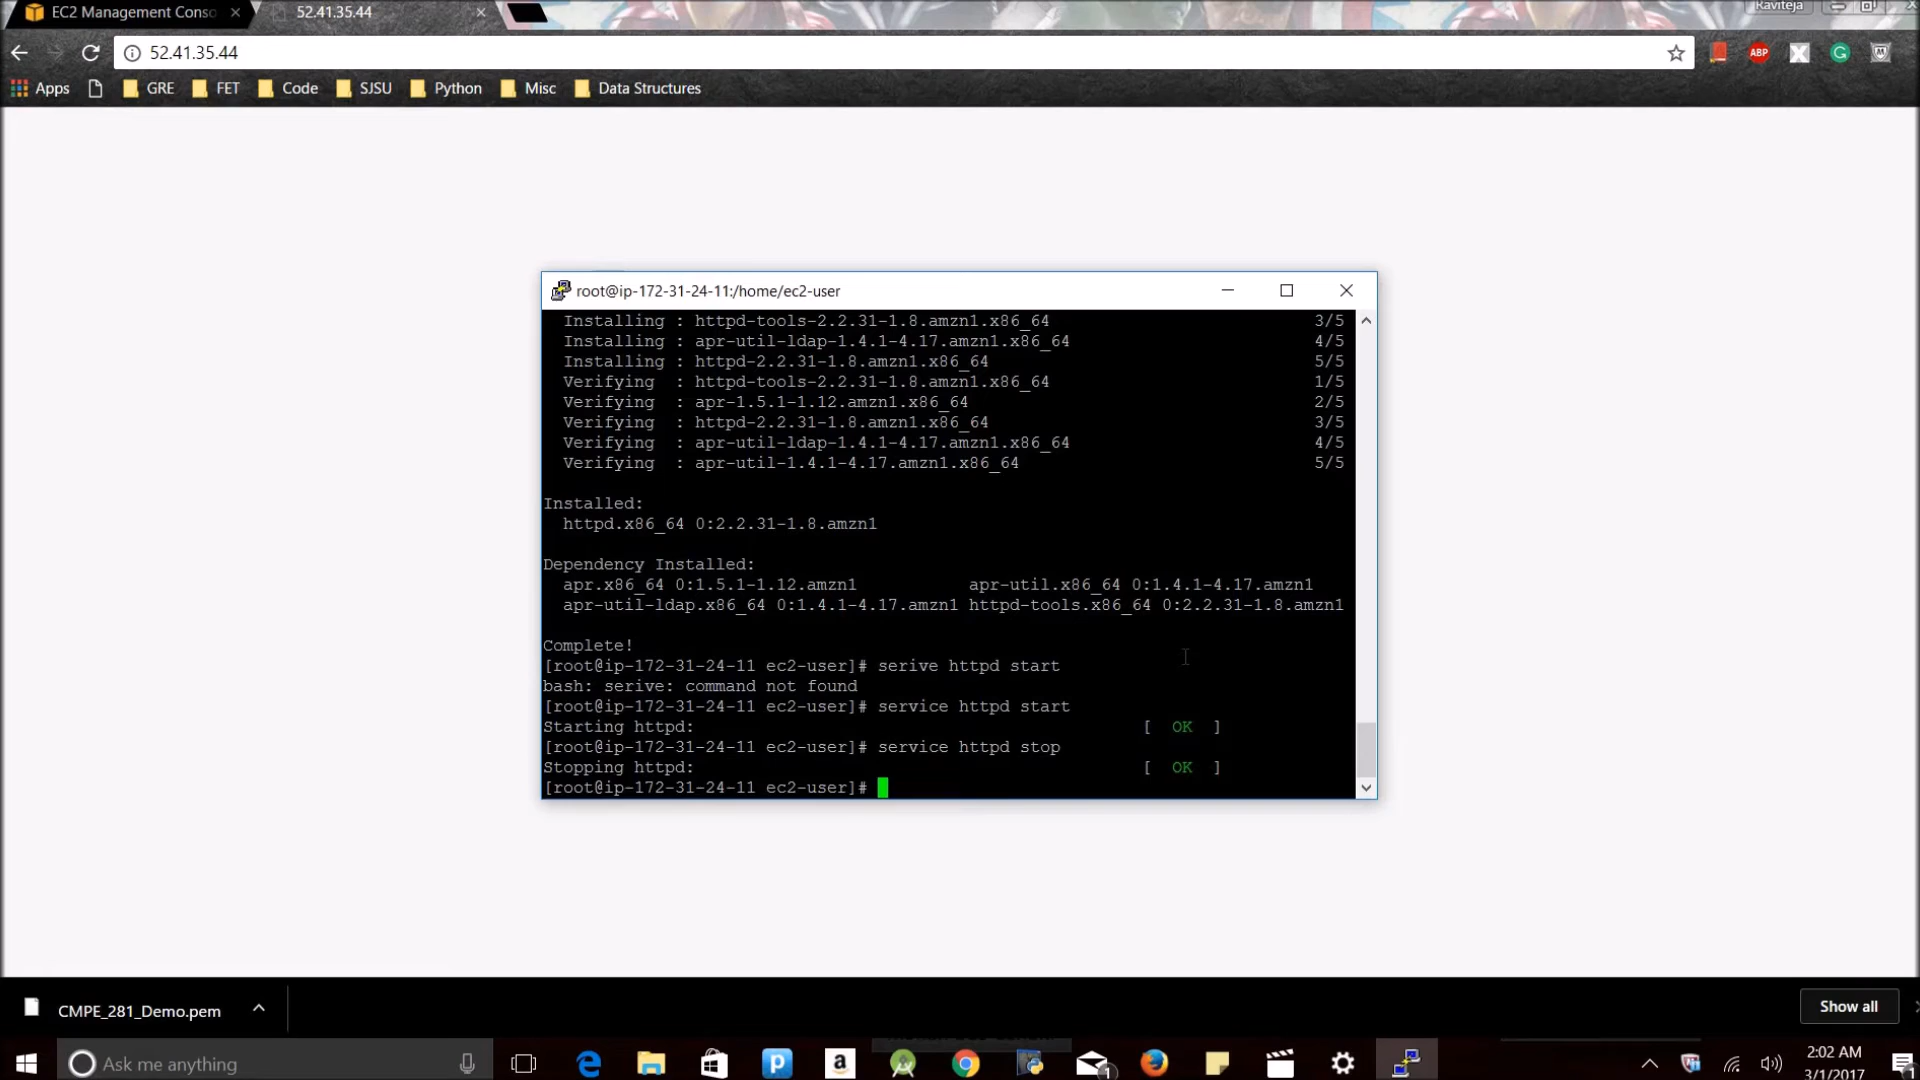 EC2 Management Conso
52.41.35.44
Raviteja
52.41.35.44
ABP
Apps GRE FET Code SJSU Python Misc Data Structures
root@ip-172-31-24-11:/home/ec2-user
Installing : httpd-tools-2.2.31-1.8.amzn1.x86_64 3/5
Installing : apr-util-ldap-1.4.1-4.17.amzn1.x86_64 4/5
Installing : httpd-2.2.31-1.8.amzn1.x86_64 5/5
Verifying : httpd-tools-2.2.31-1.8.amzn1.x86_64 1/5
Verifying : apr-1.5.1-1.12.amzn1.x86_64 2/5
Verifying : httpd-2.2.31-1.8.amzn1.x86_64 3/5
Verifying : apr-util-ldap-1.4.1-4.17.amzn1.x86_64 4/5
Verifying : apr-util-1.4.1-4.17.amzn1.x86_64 5/5
Installed:
httpd.x86_64 0:2.2.31-1.8.amzn1
Dependency Installed:
apr.x86_64 0:1.5.1-1.12.amzn1 apr-util.x86_64 0:1.4.1-4.17.amzn1
apr-util-ldap.x86_64 0:1.4.1-4.17.amzn1 httpd-tools.x86_64 0:2.2.31-1.8.amzn1
Complete!
[root@ip-172-31-24-11 ec2-user]# serive httpd start
bash: serive: command not found
[root@ip-172-31-24-11 ec2-user]# service httpd start
Starting httpd: [ OK ]
[root@ip-172-31-24-11 ec2-user]# service httpd stop
Stopping httpd: [ OK ]
[root@ip-172-31-24-11 ec2-user]#
CMPE_281_Demo.pem
Show all
Ask me anything
2:02 AM
3/1/2017